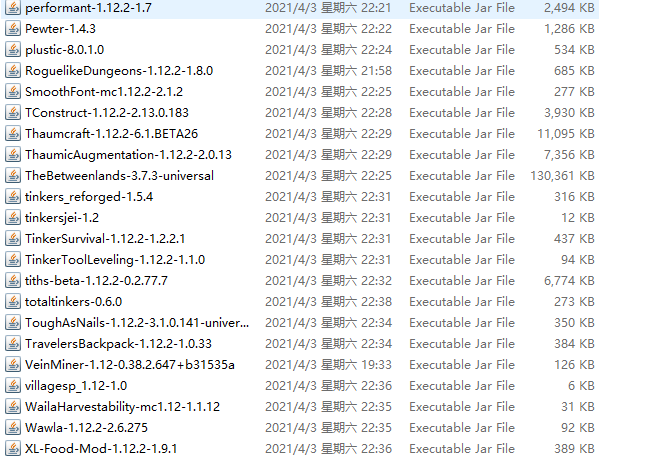 performant-1.12.2-1.7 2021/4/3 星期六 22:21 Executable Jar File 2,494 KB
Pewter-1.4.3 2021/4/3 星期六 22:22 Executable Jar File 1,286 KB
plustic-8.0.1.0 2021/4/3 星期六 22:24 Executable Jar File 534 KB
RoguelikeDungeons-1.12.2-1.8.0 2021/4/3 星期六 21:58 Executable Jar File 685 KB
SmoothFont-mc1.12.2-2.1.2 2021/4/3 星期六 22:25 Executable Jar File 277 KB
TConstruct-1.12.2-2.13.0.183 2021/4/3 星期六 22:28 Executable Jar File 3,930 KB
Thaumcraft-1.12.2-6.1.BETA26 2021/4/3 星期六 22:29 Executable Jar File 11,095 KB
ThaumicAugmentation-1.12.2-2.0.13 2021/4/3 星期六 22:29 Executable Jar File 7,356 KB
TheBetweenlands-3.7.3-universal 2021/4/3 星期六 22:25 Executable Jar File 130,361 KB
tinkers_reforged-1.5.4 2021/4/3 星期六 22:31 Executable Jar File 316 KB
tinkersjei-1.2 2021/4/3 星期六 22:31 Executable Jar File 12 KB
TinkerSurvival-1.12.2-1.2.2.1 2021/4/3 星期六 22:31 Executable Jar File 437 KB
TinkerToolLeveling-1.12.2-1.1.0 2021/4/3 星期六 22:31 Executable Jar File 94 KB
tiths-beta-1.12.2-0.2.77.7 2021/4/3 星期六 22:32 Executable Jar File 6,774 KB
totaltinkers-0.6.0 2021/4/3 星期六 22:38 Executable Jar File 273 KB
ToughAsNails-1.12.2-3.1.0.141-univer... 2021/4/3 星期六 22:34 Executable Jar File 350 KB
TravelersBackpack-1.12.2-1.0.33 2021/4/3 星期六 22:34 Executable Jar File 384 KB
VeinMiner-1.12-0.38.2.647+b31535a 2021/4/3 星期六 19:33 Executable Jar File 126 KB
villagesp_1.12-1.0 2021/4/3 星期六 22:36 Executable Jar File 6 KB
WailaHarvestability-mc1.12-1.1.12 2021/4/3 星期六 22:35 Executable Jar File 31 KB
Wawla-1.12.2-2.6.275 2021/4/3 星期六 22:35 Executable Jar File 92 KB
XL-Food-Mod-1.12.2-1.9.1 2021/4/3 星期六 22:36 Executable Jar File 389 KB